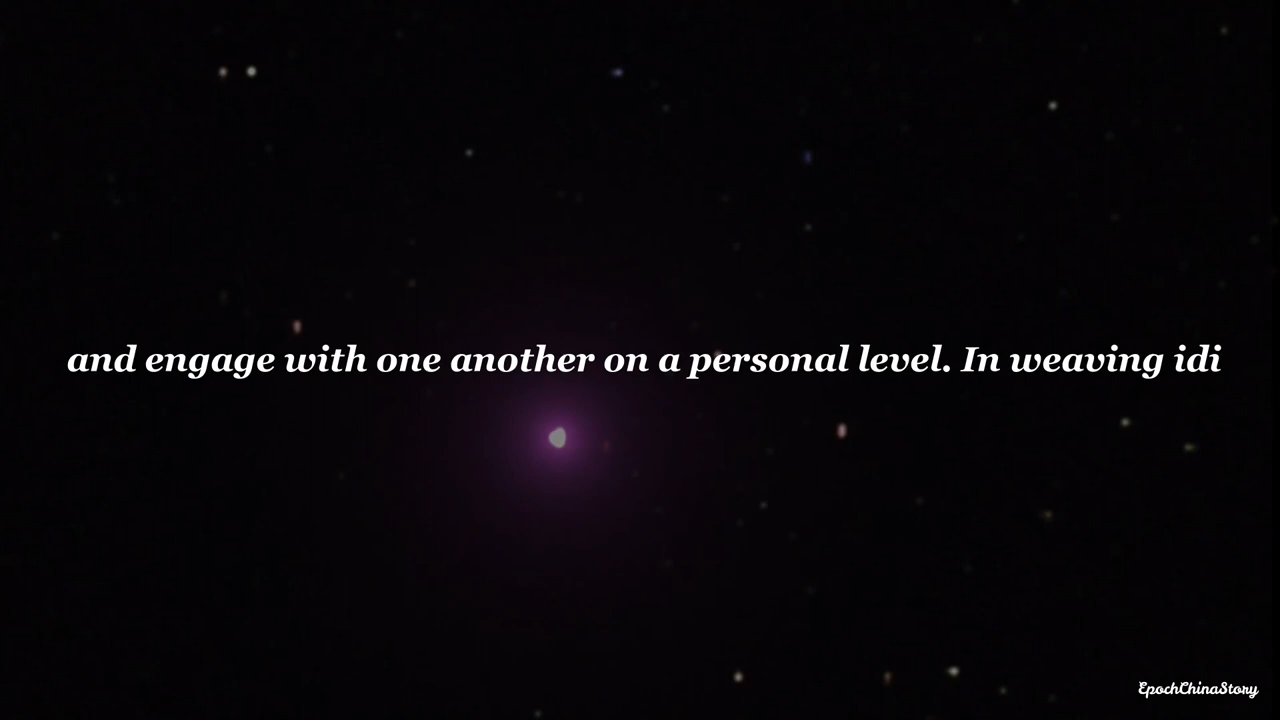 and engage with one another on a personal level. In weaving idi
EpochChinaStory